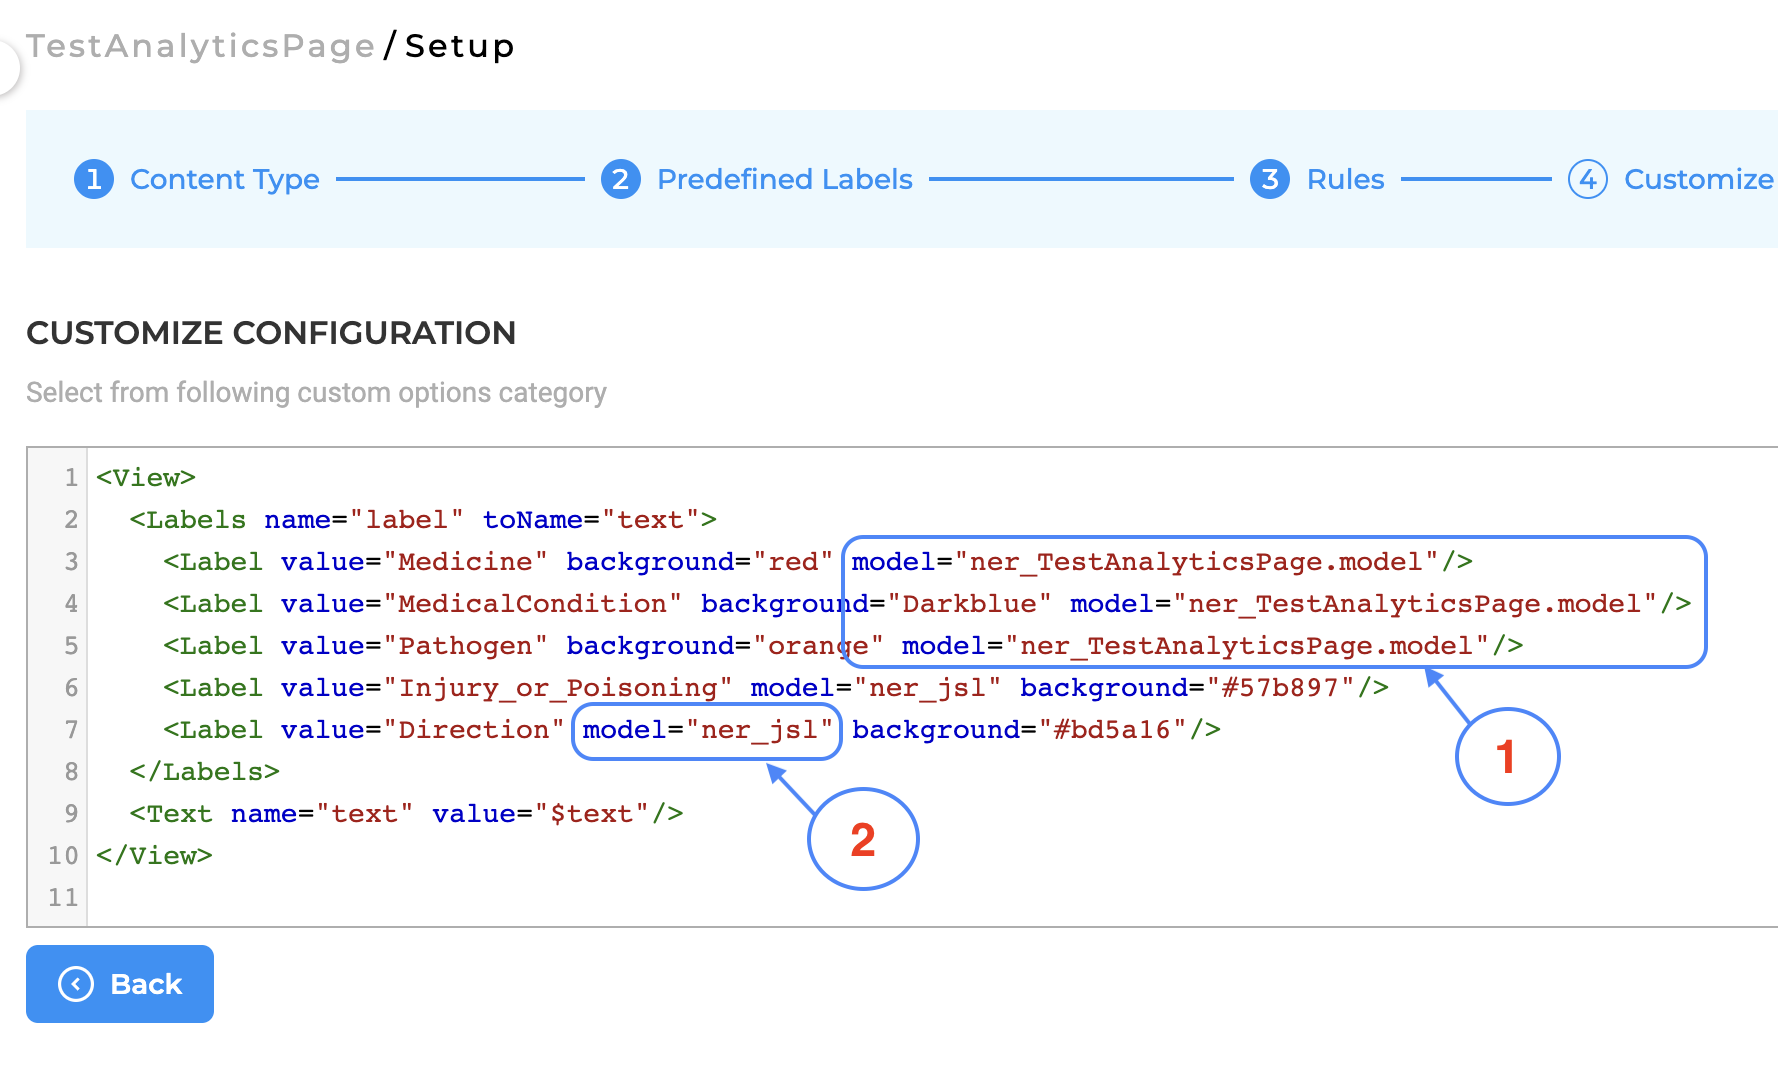 TestAnalyticsPage / Setup
1 Content Type 2 Predefined Labels 3 Rules 4 Customize
CUSTOMIZE CONFIGURATION
Select from following custom options category
1 <View>
2 <Labels name="label" toName="text">
3 <Label value="Medicine" background="red" model="ner_TestAnalyticsPage.model"/>
4 <Label value="MedicalCondition" background="Darkblue" model="ner_TestAnalyticsPage.model"/>
5 <Label value="Pathogen" background="orange" model="ner_TestAnalyticsPage.model"/>
6 <Label value="Injury_or_Poisoning" model="ner_jsl" background="#57b897"/>
7 <Label value="Direction" model="ner_jsl" background="#bd5a16"/>
1
8 </Labels>
9 <Text name="text" value="$text"/>
2
10 </View>
11
Back